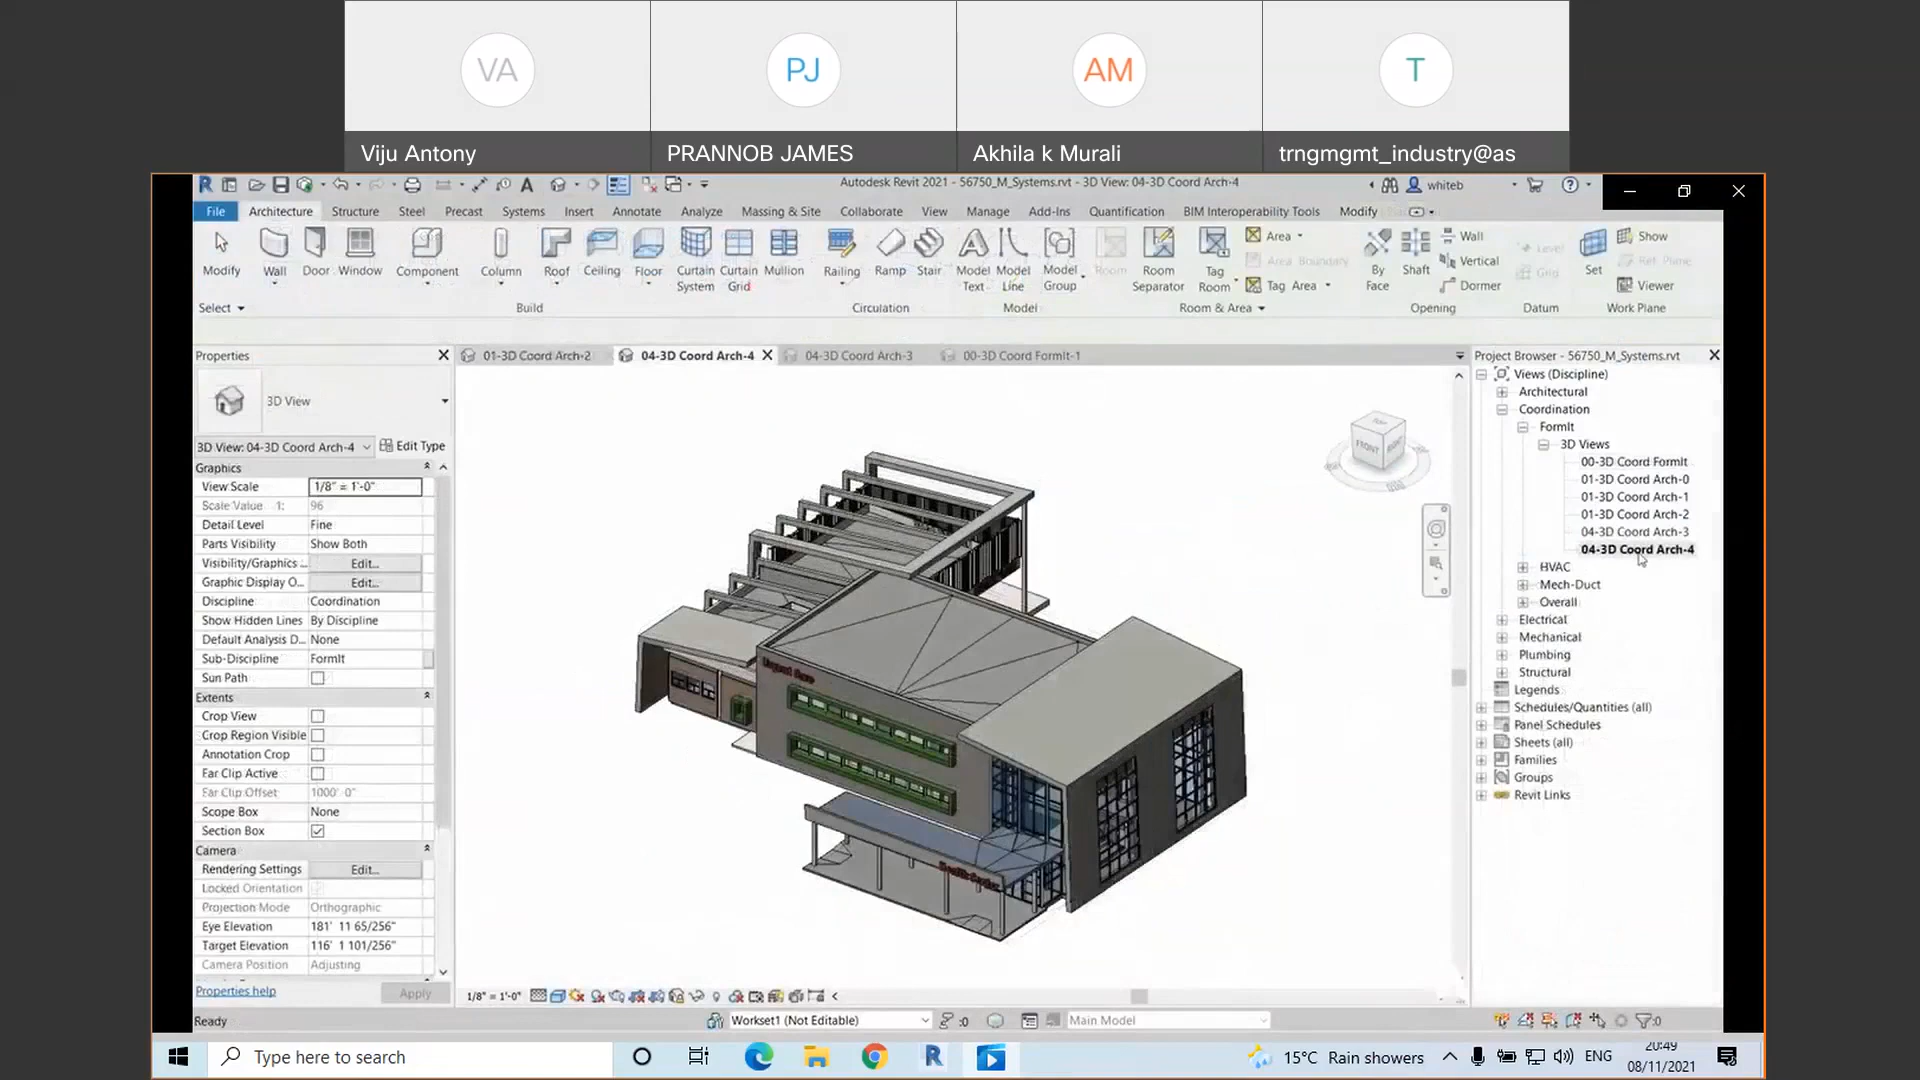 VA
PJ
AM
T
Viju Antony
PRANNOB JAMES
Akhila k Murali
trngmgmt_industry@as
Autodesk Revit 2021 - 56750_M_Systems.rvt - 3D View: 04-3D Coord Arch-4
whiteb
File Architecture Structure Steel Precast Systems Insert Annotate Analyze Massing & Site Collaborate View Manage Add-Ins Quantification BIM Interoperability Tools Modify
Modify Wall Door Window Component Column Roof Ceiling Floor Curtain System Curtain Grid Mullion Railing Ramp Stair Model Text Model Line Model Group Room Room Separator Tag Room
Area
Area Boundary
Tag Area
By Face
Shaft
Wall
Vertical
Dormer
Level
Grid
Set
Show
Ref Plane
Viewer
Select Build Circulation Model Room & Area Opening Datum Work Plane
Properties
01-3D Coord Arch-2
04-3D Coord Arch-4
04-3D Coord Arch-3
00-3D Coord FormIt-1
Project Browser - 56750_M_Systems.rvt
3D View
3D View: 04-3D Coord Arch-4
Edit Type
Graphics
View Scale 1/8" = 1'-0"
Scale Value 1: 96
Detail Level Fine
Parts Visibility Show Both
Visibility/Graphics ... Edit...
Graphic Display O... Edit...
Discipline Coordination
Show Hidden Lines By Discipline
Default Analysis D... None
Sub-Discipline FormIt
Sun Path
Extents
Crop View
Crop Region Visible
Annotation Crop
Far Clip Active
Far Clip Offset 1000' 0"
Scope Box None
Section Box
Camera
Rendering Settings Edit...
Locked Orientation
Projection Mode Orthographic
Eye Elevation 181' 11 65/256"
Target Elevation 116' 1 101/256"
Camera Position Adjusting
Properties help
Apply
FRONT
Views (Discipline)
Architectural
Coordination
FormIt
3D Views
00-3D Coord FormIt
01-3D Coord Arch-0
01-3D Coord Arch-1
01-3D Coord Arch-2
04-3D Coord Arch-3
04-3D Coord Arch-4
HVAC
Mech-Duct
Overall
Electrical
Mechanical
Plumbing
Structural
Legends
Schedules/Quantities (all)
Panel Schedules
Sheets (all)
Families
Groups
Revit Links
1/8" = 1'-0"
Ready
Workset1 (Not Editable)
:0
Main Model
:0
Type here to search
15°C Rain showers
ENG
20:49
08/11/2021